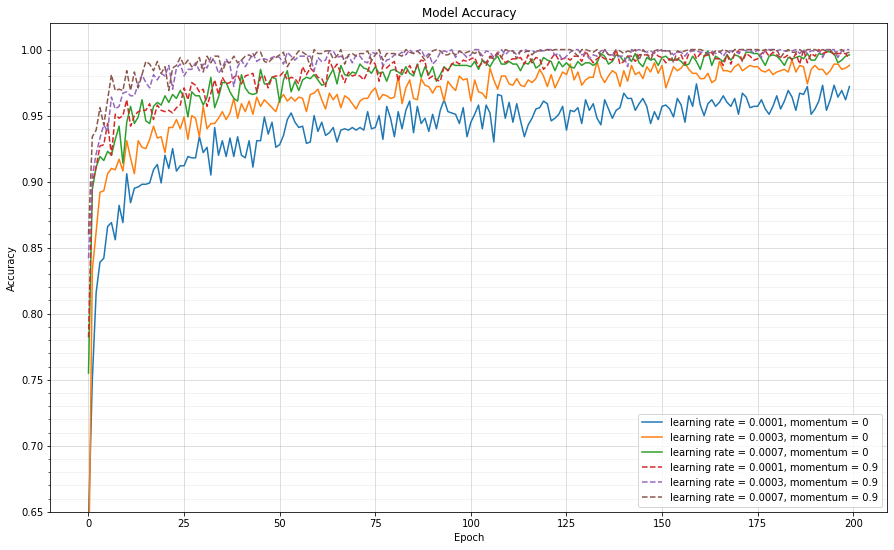 Model Accuracy
Accuracy
1.00
0.95
0.90
0.85
0.80
0.75
0.70
0.65
0
25
50
75
100
125
150
175
200
Epoch
learning rate = 0.0001, momentum = 0
learning rate = 0.0003, momentum = 0
learning rate = 0.0007, momentum = 0
learning rate = 0.0001, momentum = 0.9
learning rate = 0.0003, momentum = 0.9
learning rate = 0.0007, momentum = 0.9